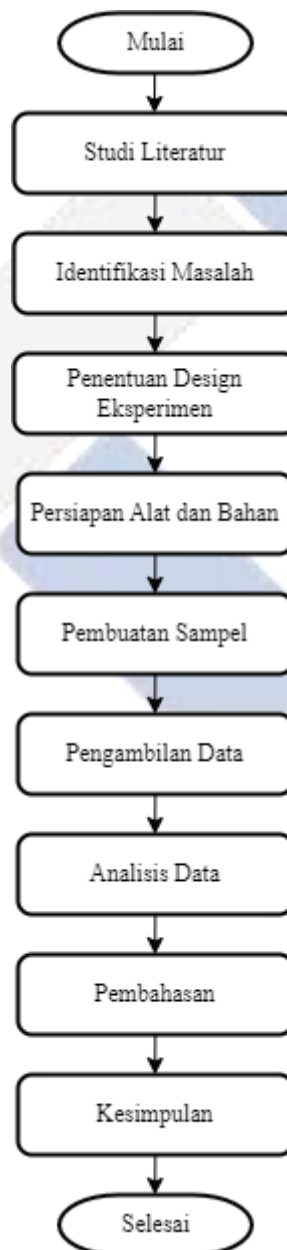 Mulai
Studi Literatur
Identifikasi Masalah
Penentuan Design
Eksperimen
Persiapan Alat dan Bahan
Pembuatan Sampel
Pengambilan Data
Analisis Data
Pembahasan
Kesimpulan
Selesai